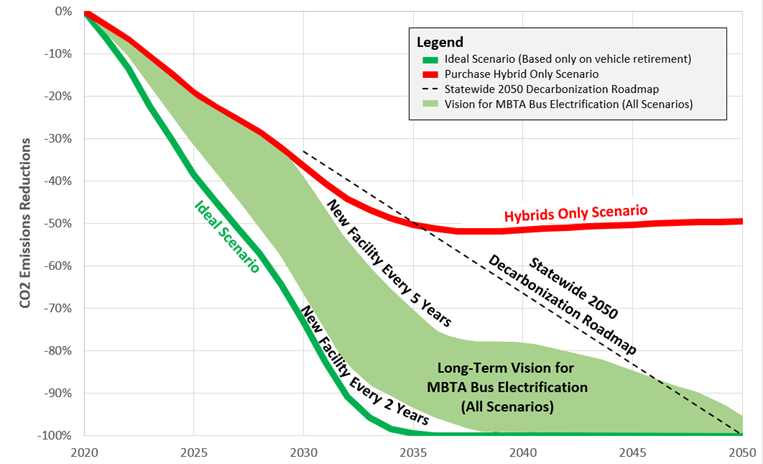 0%
-10%
-20%
-30%
-40%
-50%
-60%
-70%
-80%
-90%
-100%
CO2 Emissions Reductions
Legend
Ideal Scenario (Based only on vehicle retirement)
Purchase Hybrid Only Scenario
Statewide 2050 Decarbonization Roadmap
Vision for MBTA Bus Electrification (All Scenarios)
Ideal Scenario
New Facility Every 5 Years
New Facility Every 2 Years
Hybrids Only Scenario
Statewide 2050
Decarbonization Roadmap
Long-Term Vision for
MBTA Bus Electrification
(All Scenarios)
2020
2025
2030
2035
2040
2045
2050